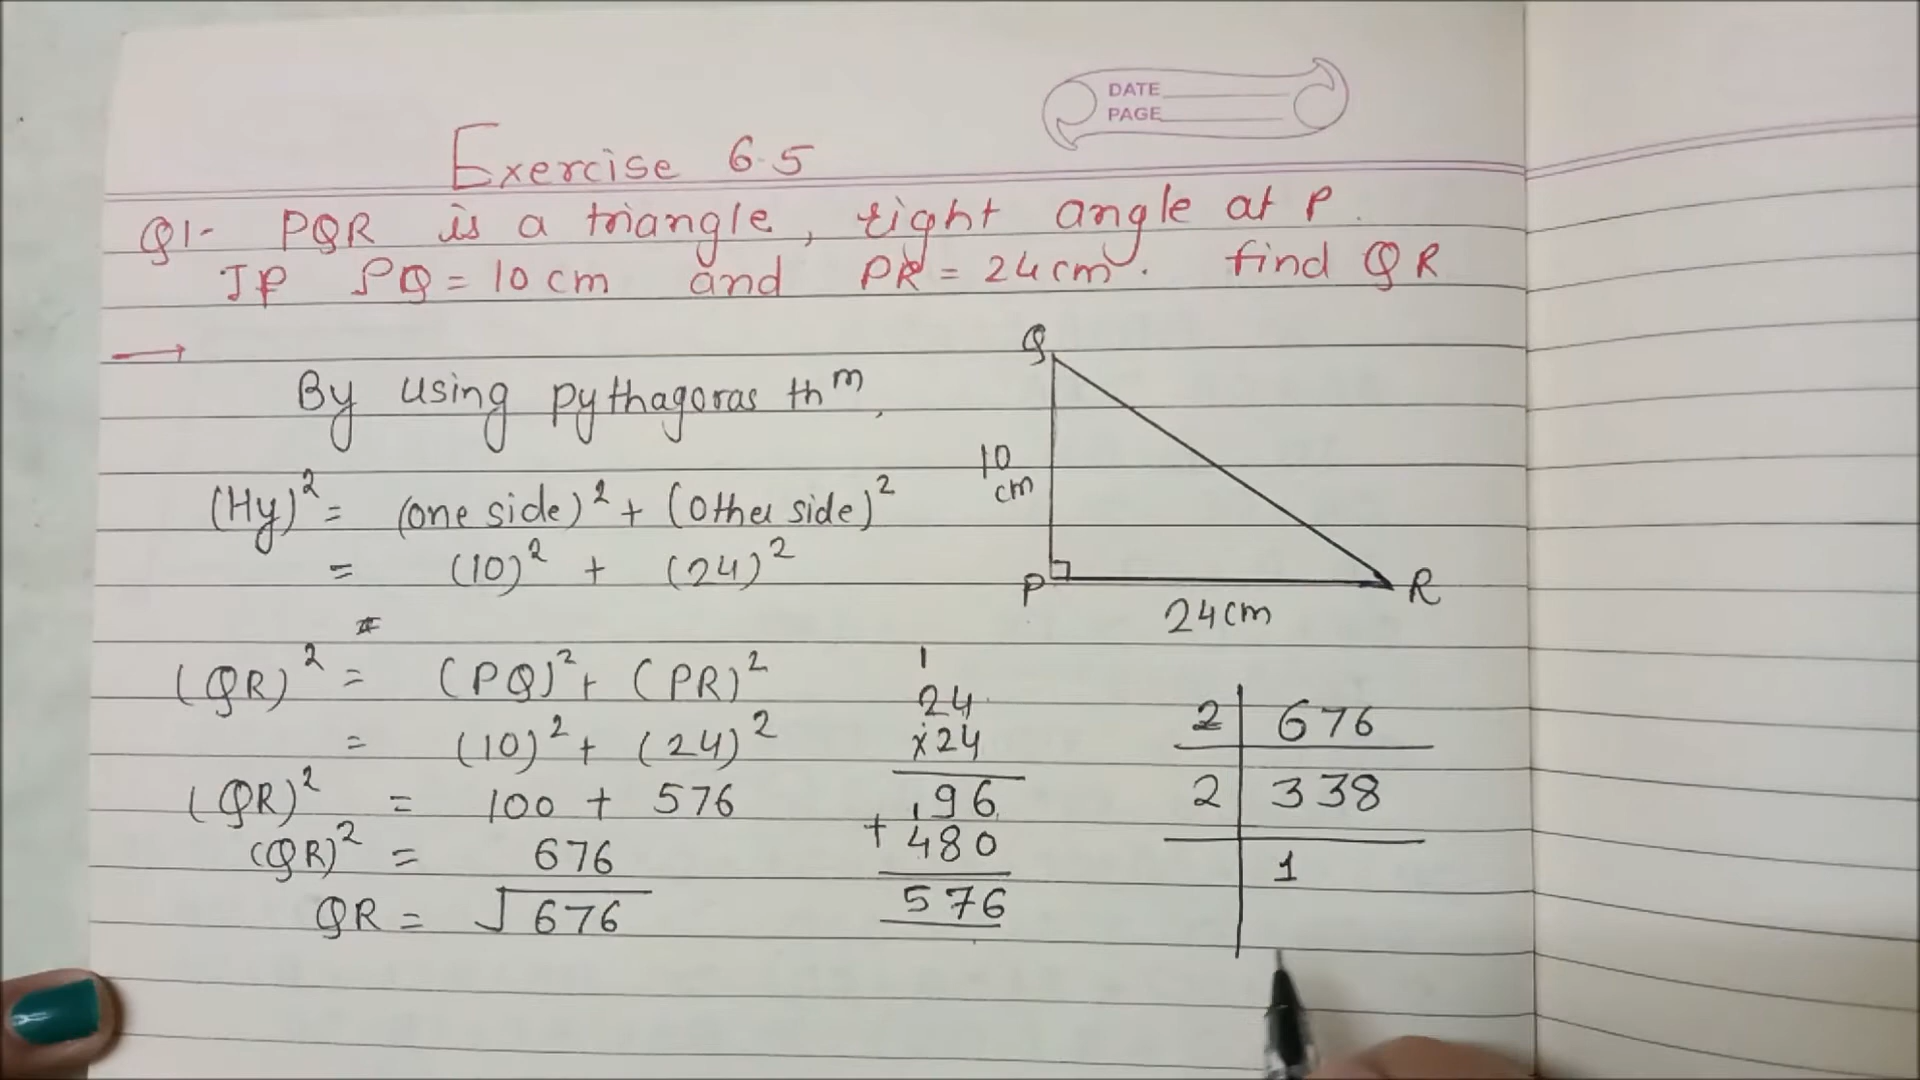 DATE
PAGE
Exercise 6.5
Q1- PQR is a triangle, right angle at P.
If PQ = 10 cm and PR = 24 cm. find QR
→
By using pythagoras thᵐ,
(Hy)² = (one side)² + (Other side)²
= (10)² + (24)²
(QR)² = (PQ)² + (PR)²
= (10)² + (24)²
(QR)² = 100 + 576
(QR)² = 676
QR = √676
Q
10
cm
P
R
24cm
1
24
×24
196
+ 480
576
2 | 676
2 | 338
1